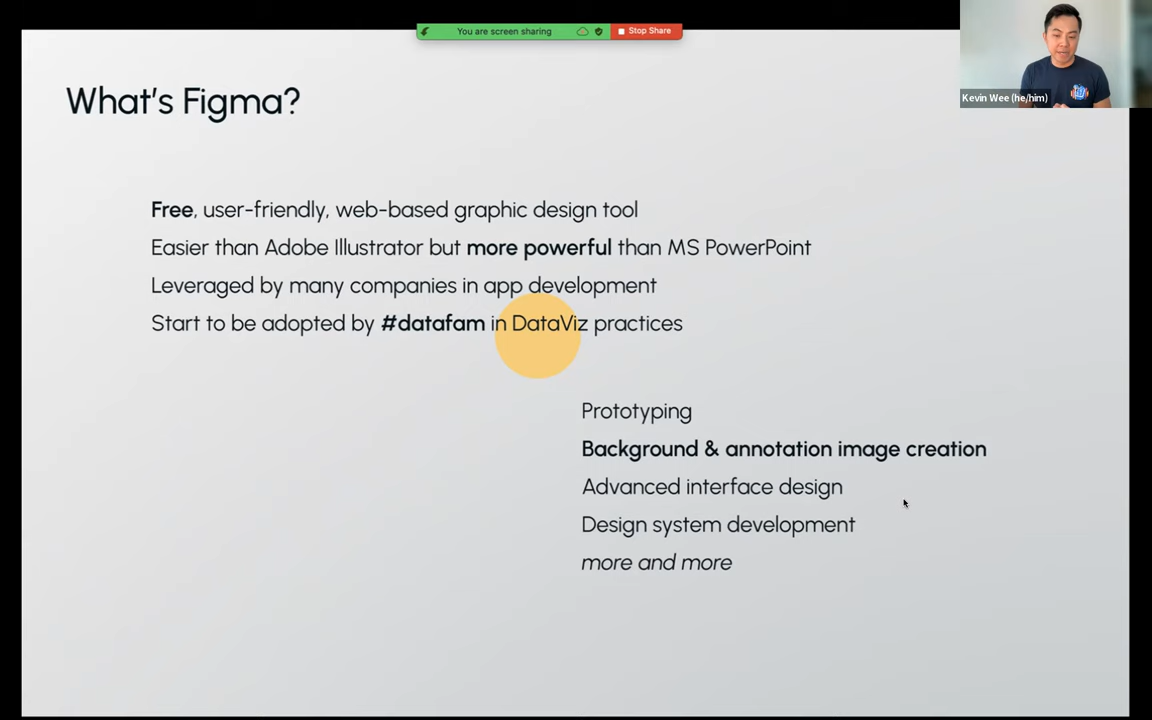 You are screen sharing
Stop Share
Kevin Wee (he/him)
What's Figma?
Free, user-friendly, web-based graphic design tool
Easier than Adobe Illustrator but more powerful than MS PowerPoint
Leveraged by many companies in app development
Start to be adopted by #datafam in DataViz practices
Prototyping
Background & annotation image creation
Advanced interface design
Design system development
more and more